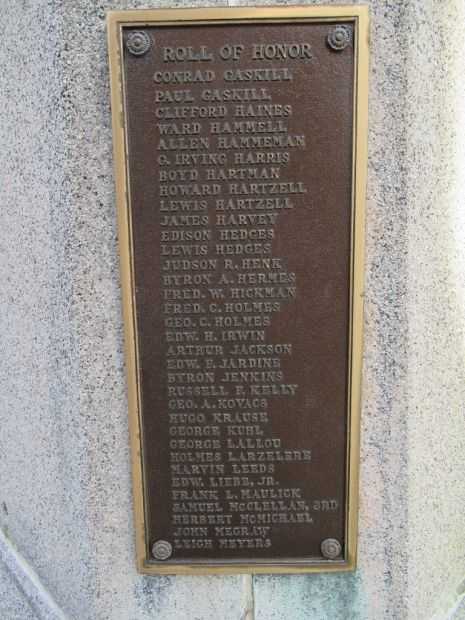 ROLL OF HONOR
CONRAD GASKILL
PAUL GASKILL
CLIFFORD HAINES
WARD HAMMELL
ALLEN HAMMEMAN
O. IRVING HARRIS
BOYD HARTMAN
HOWARD HARTZELL
LEWIS HARTZELL
JAMES HARVEY
EDISON HEDGES
LEWIS HEDGES
JUDSON R. HENK
BYRON A. HERMES
FRED. W. HICKMAN
FRED. C. HOLMES
GEO. C. HOLMES
EDW. H. IRWIN
ARTHUR JACKSON
EDW. F. JARDINE
BYRON JENKINS
RUSSELL F. KELLY
GEO. A. KOVACS
HUGO KRAUSE
GEORGE KUHL
GEORGE LALLOU
HOLMES LARZELERE
MARVIN LEEDS
EDW. LIEBE, JR.
FRANK L. MAULICK
SAMUEL McCLELLAN, 3RD
HERBERT McMICHAEL
JOHN MEGRAW
LEIGH MEYERS